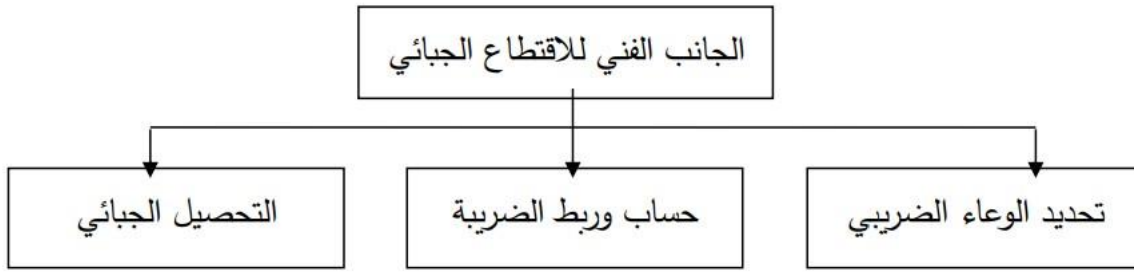 الجانب الفني للاقتطاع الجبائي
تحديد الوعاء الضريبي
حساب وربط الضريبة
التحصيل الجبائي